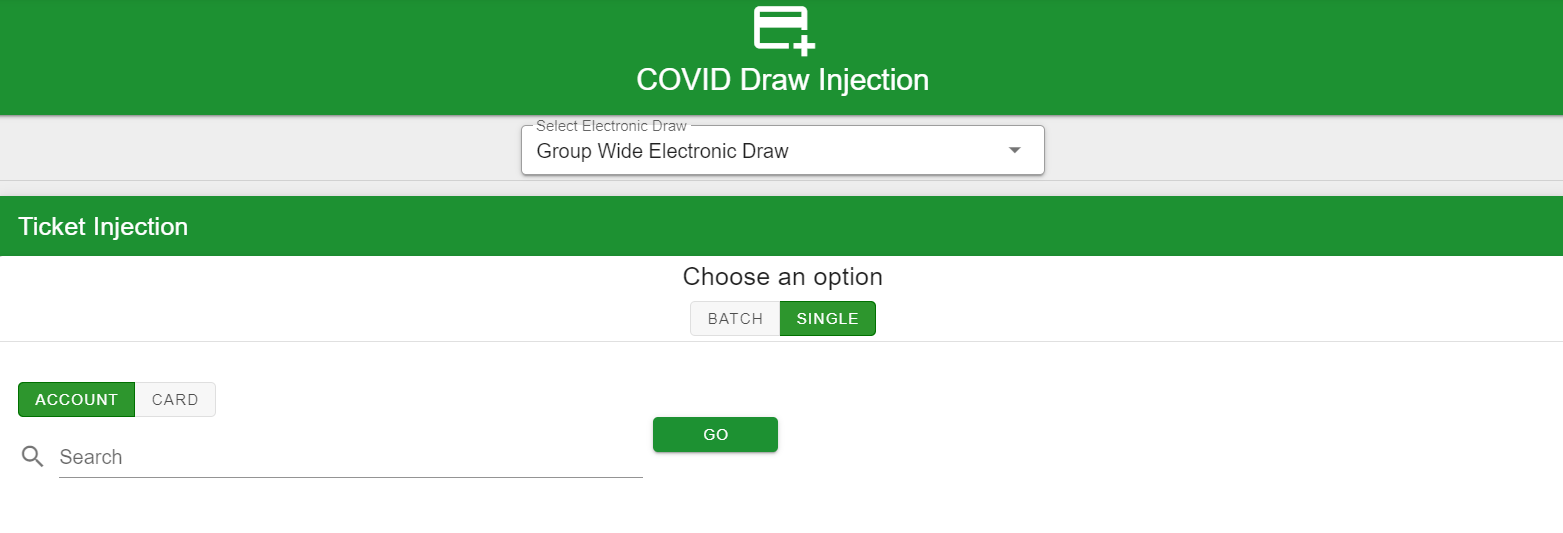 COVID Draw Injection
Select Electronic Draw
Group Wide Electronic Draw
Ticket Injection
Choose an option
BATCH SINGLE
ACCOUNT CARD
GO
Search